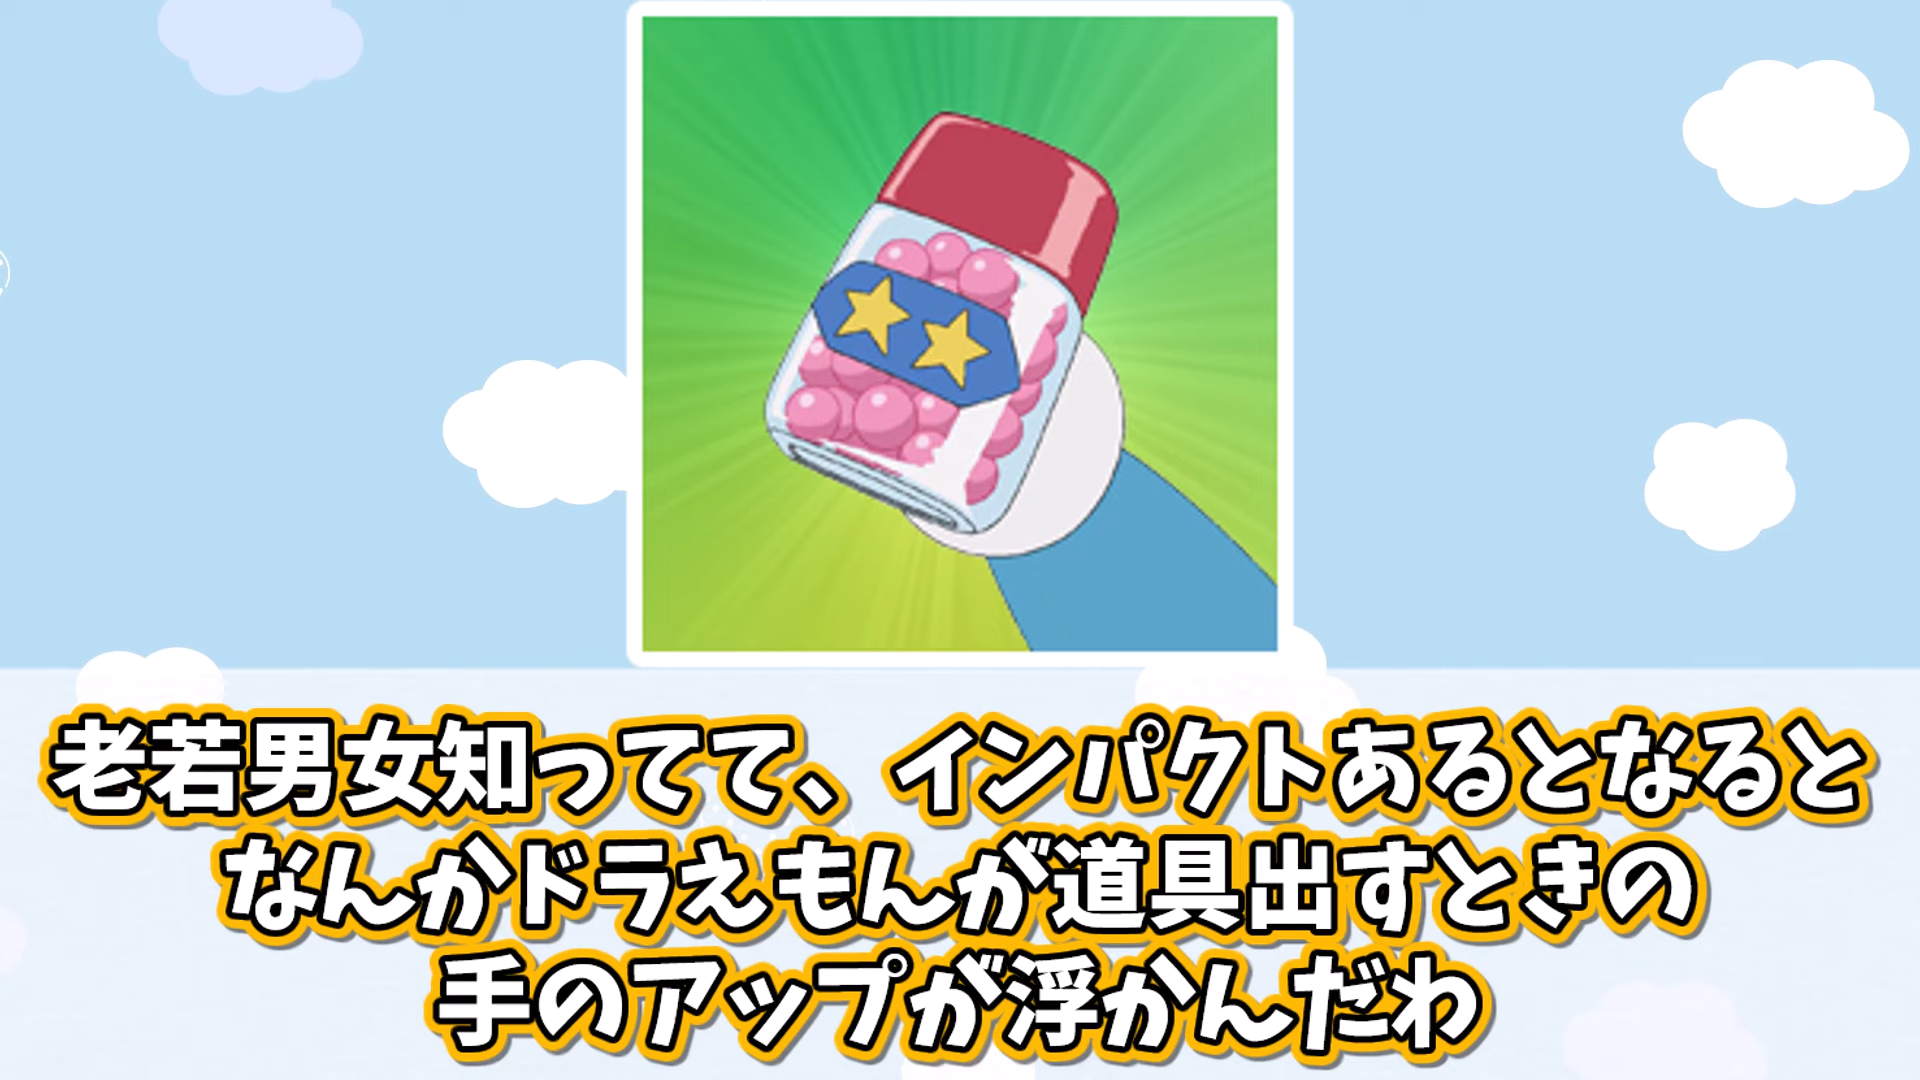 老若男女知ってて、インパクトあるとなると
なんかドラえもんが道具出すときの
手のアップが浮かんだわ